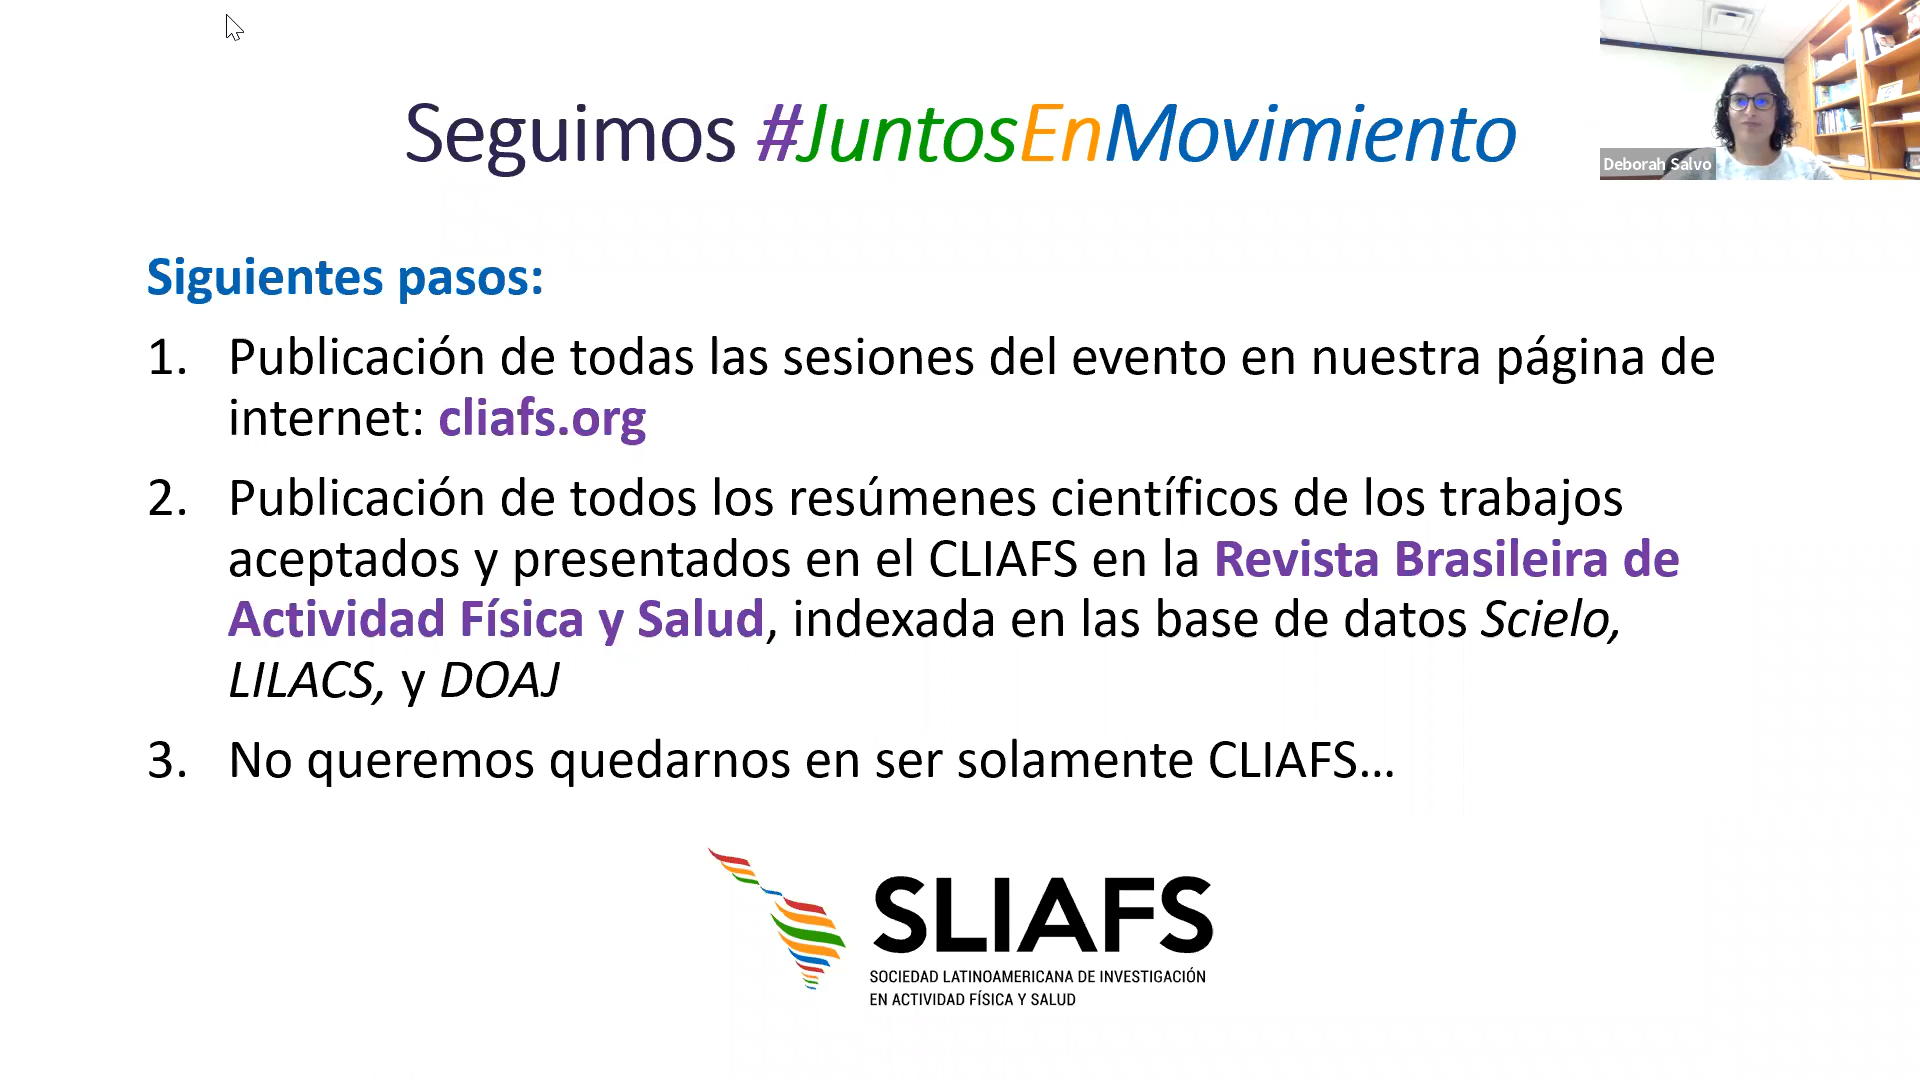 Seguimos #JuntosEnMovimiento
Deborah Salvo
Siguientes pasos:
1. Publicación de todas las sesiones del evento en nuestra página de
internet: cliafs.org
2. Publicación de todos los resúmenes científicos de los trabajos
aceptados y presentados en el CLIAFS en la Revista Brasileira de
Actividad Física y Salud, indexada en las base de datos Scielo,
LILACS, y DOAJ
3. No queremos quedarnos en ser solamente CLIAFS...
SLIAFS
SOCIEDAD LATINOAMERICANA DE INVESTIGACIÓN
EN ACTIVIDAD FÍSICA Y SALUD